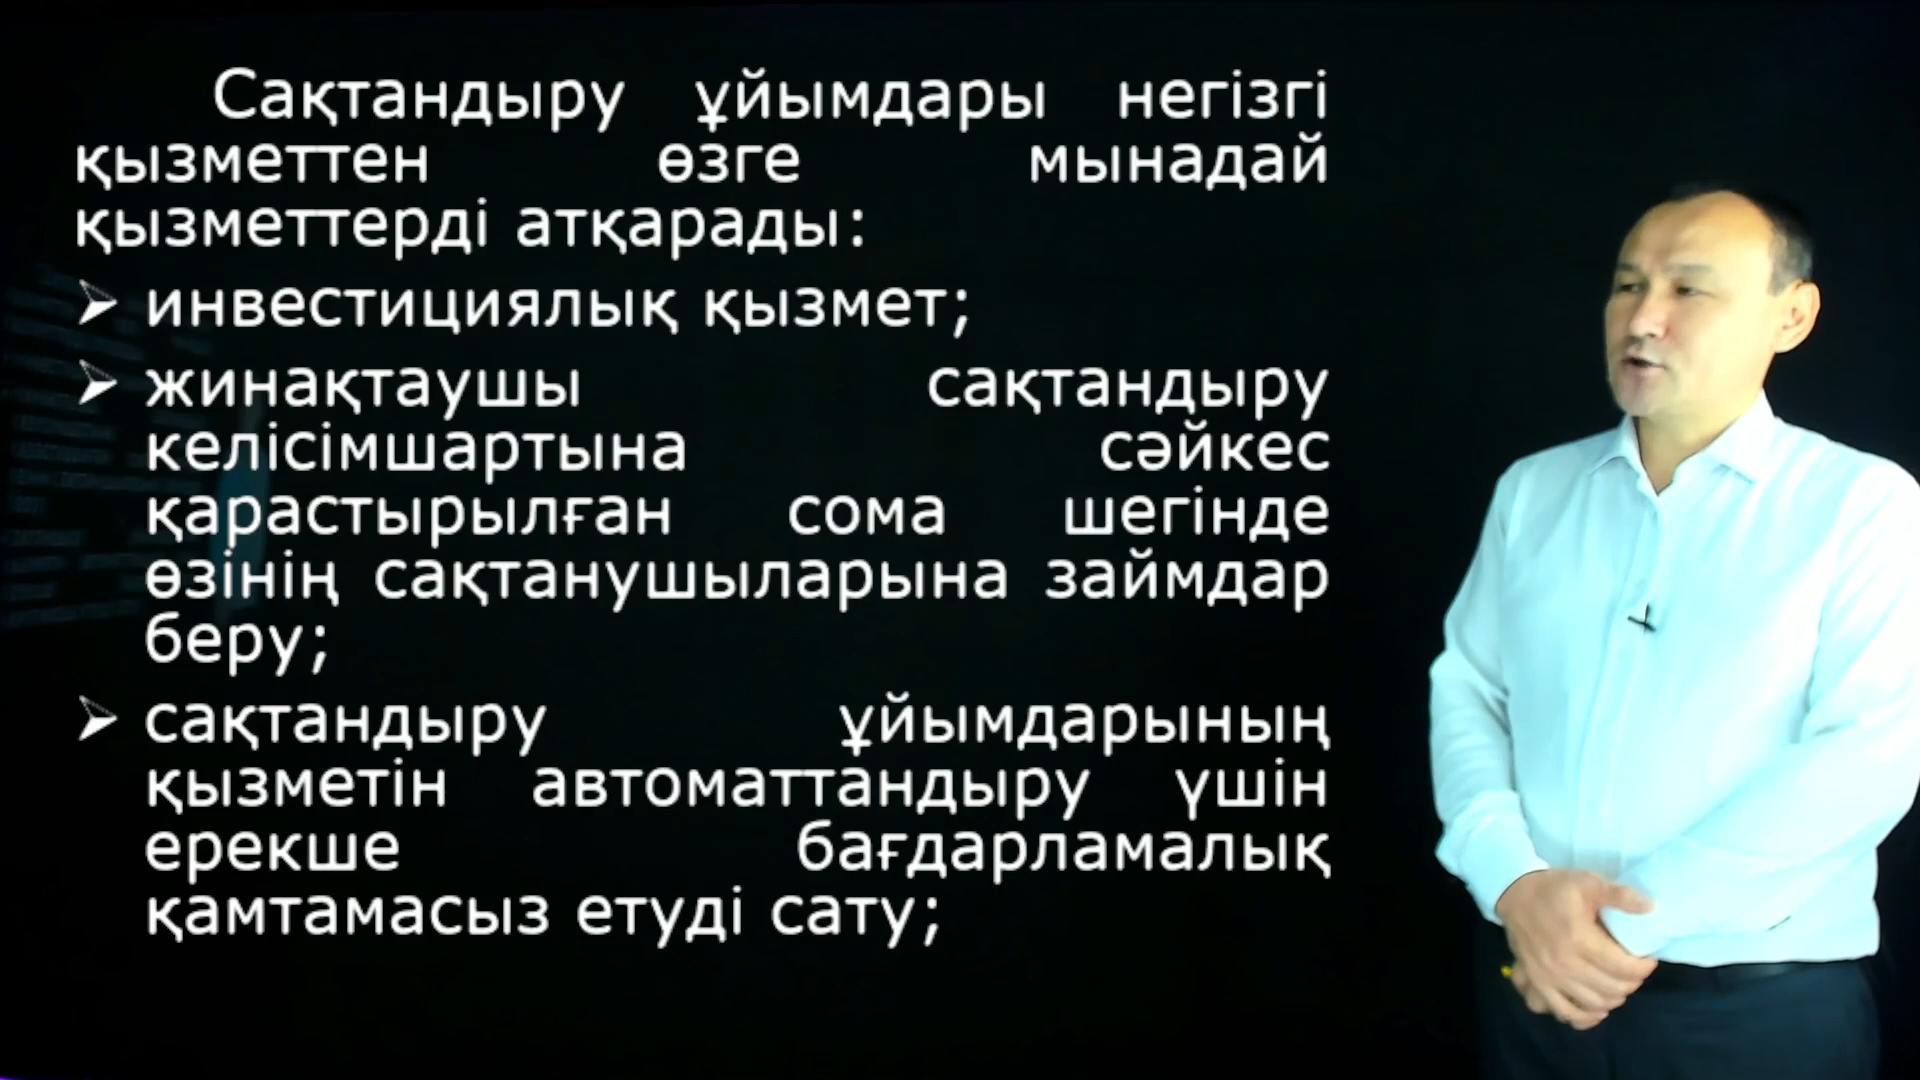 Сақтандыру ұйымдары негізгі
қызметтен өзге мынадай
қызметтерді атқарады:
➢ инвестициялық қызмет;
➢ жинақтаушы сақтандыру
келісімшартына сәйкес
қарастырылған сома шегінде
өзінің сақтанушыларына займдар
беру;
➢ сақтандыру ұйымдарының
қызметін автоматтандыру үшін
ерекше бағдарламалық
қамтамасыз етуді сату;